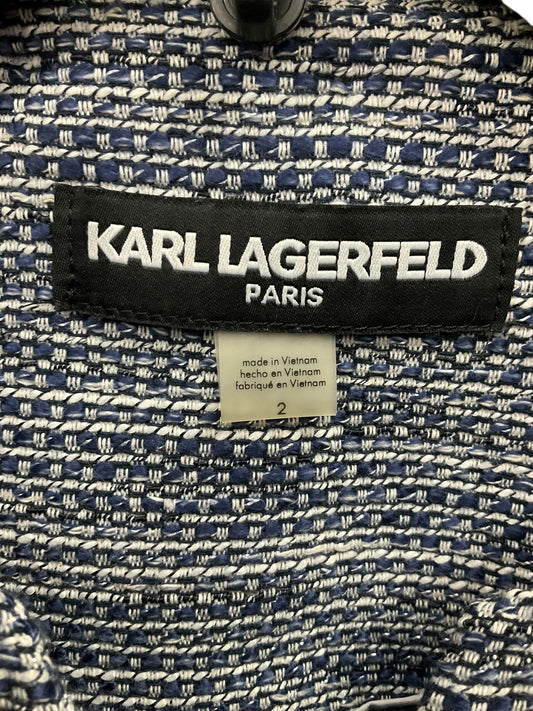 KARL LAGERFELD
PARIS
made in Vietnam
hecho en Vietnam
fabriqué en Vietnam
2